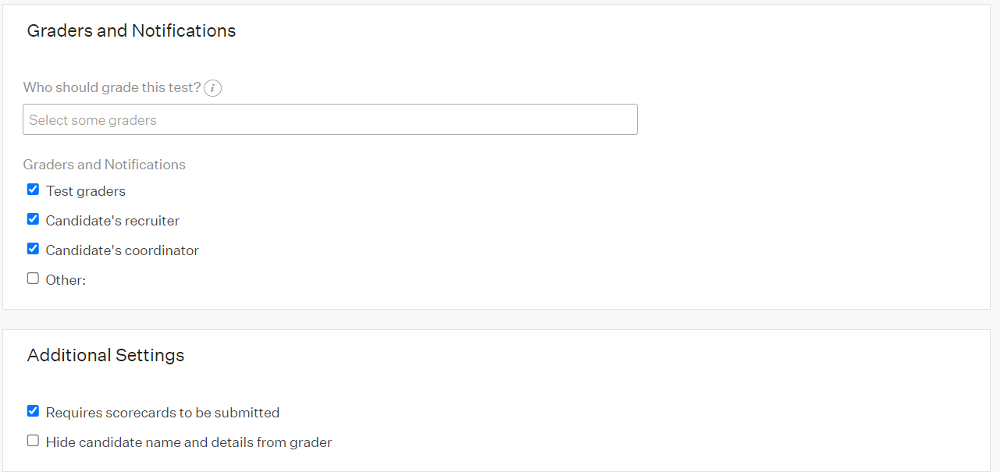 Graders and Notifications
Who should grade this test? i
Select some graders
Graders and Notifications
Test graders
Candidate's recruiter
Candidate's coordinator
Other:
Additional Settings
Requires scorecards to be submitted
Hide candidate name and details from grader